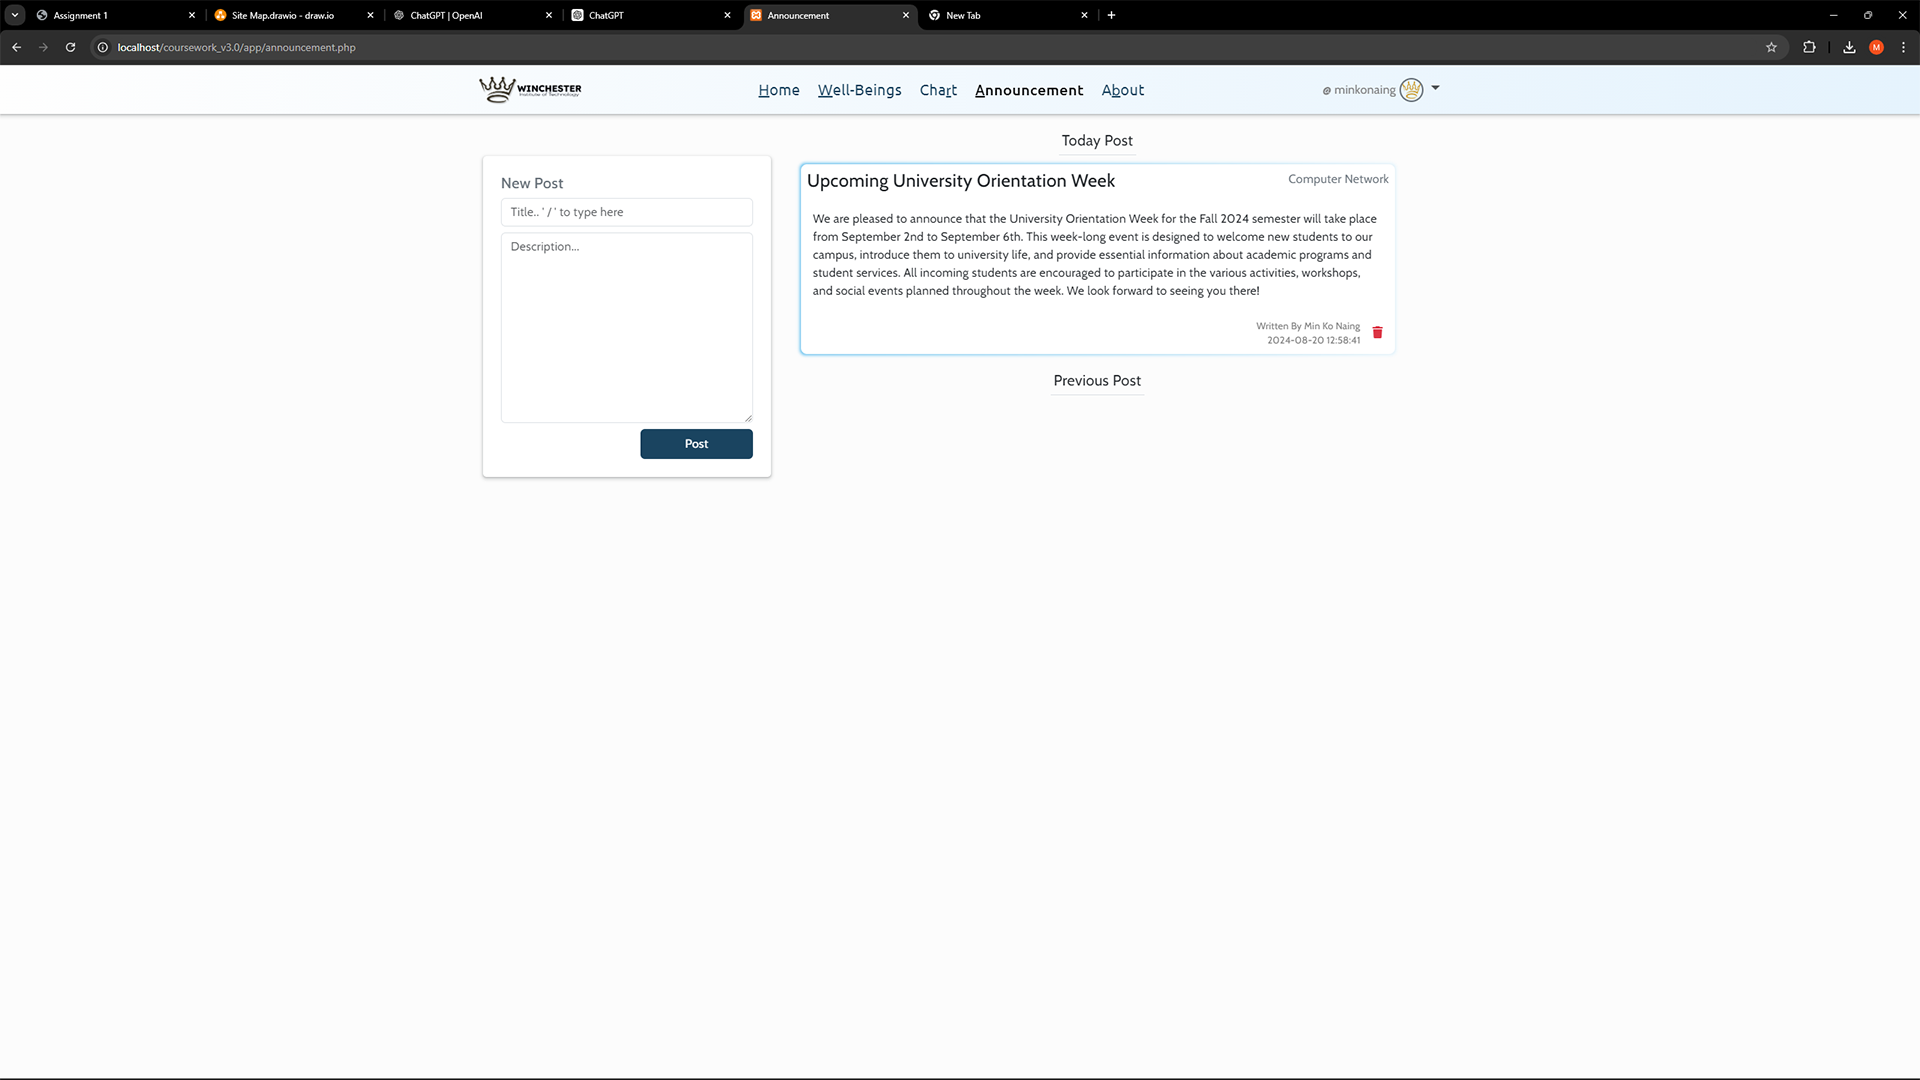 Assignment 1
Site Map.drawio - draw.io
ChatGPT | OpenAI
ChatGPT
Announcement
New Tab
localhost/coursework_v3.0/app/announcement.php
M
WINCHESTER
Institute of Technology
Home
Well-Beings
Chart
Announcement
About
@ minkonaing
New Post
Title.. ' / ' to type here
Description...
Post
Today Post
Upcoming University Orientation Week
Computer Network
We are pleased to announce that the University Orientation Week for the Fall 2024 semester will take place
from September 2nd to September 6th. This week-long event is designed to welcome new students to our
campus, introduce them to university life, and provide essential information about academic programs and
student services. All incoming students are encouraged to participate in the various activities, workshops,
and social events planned throughout the week. We look forward to seeing you there!
Written By Min Ko Naing
2024-08-20 12:58:41
Previous Post